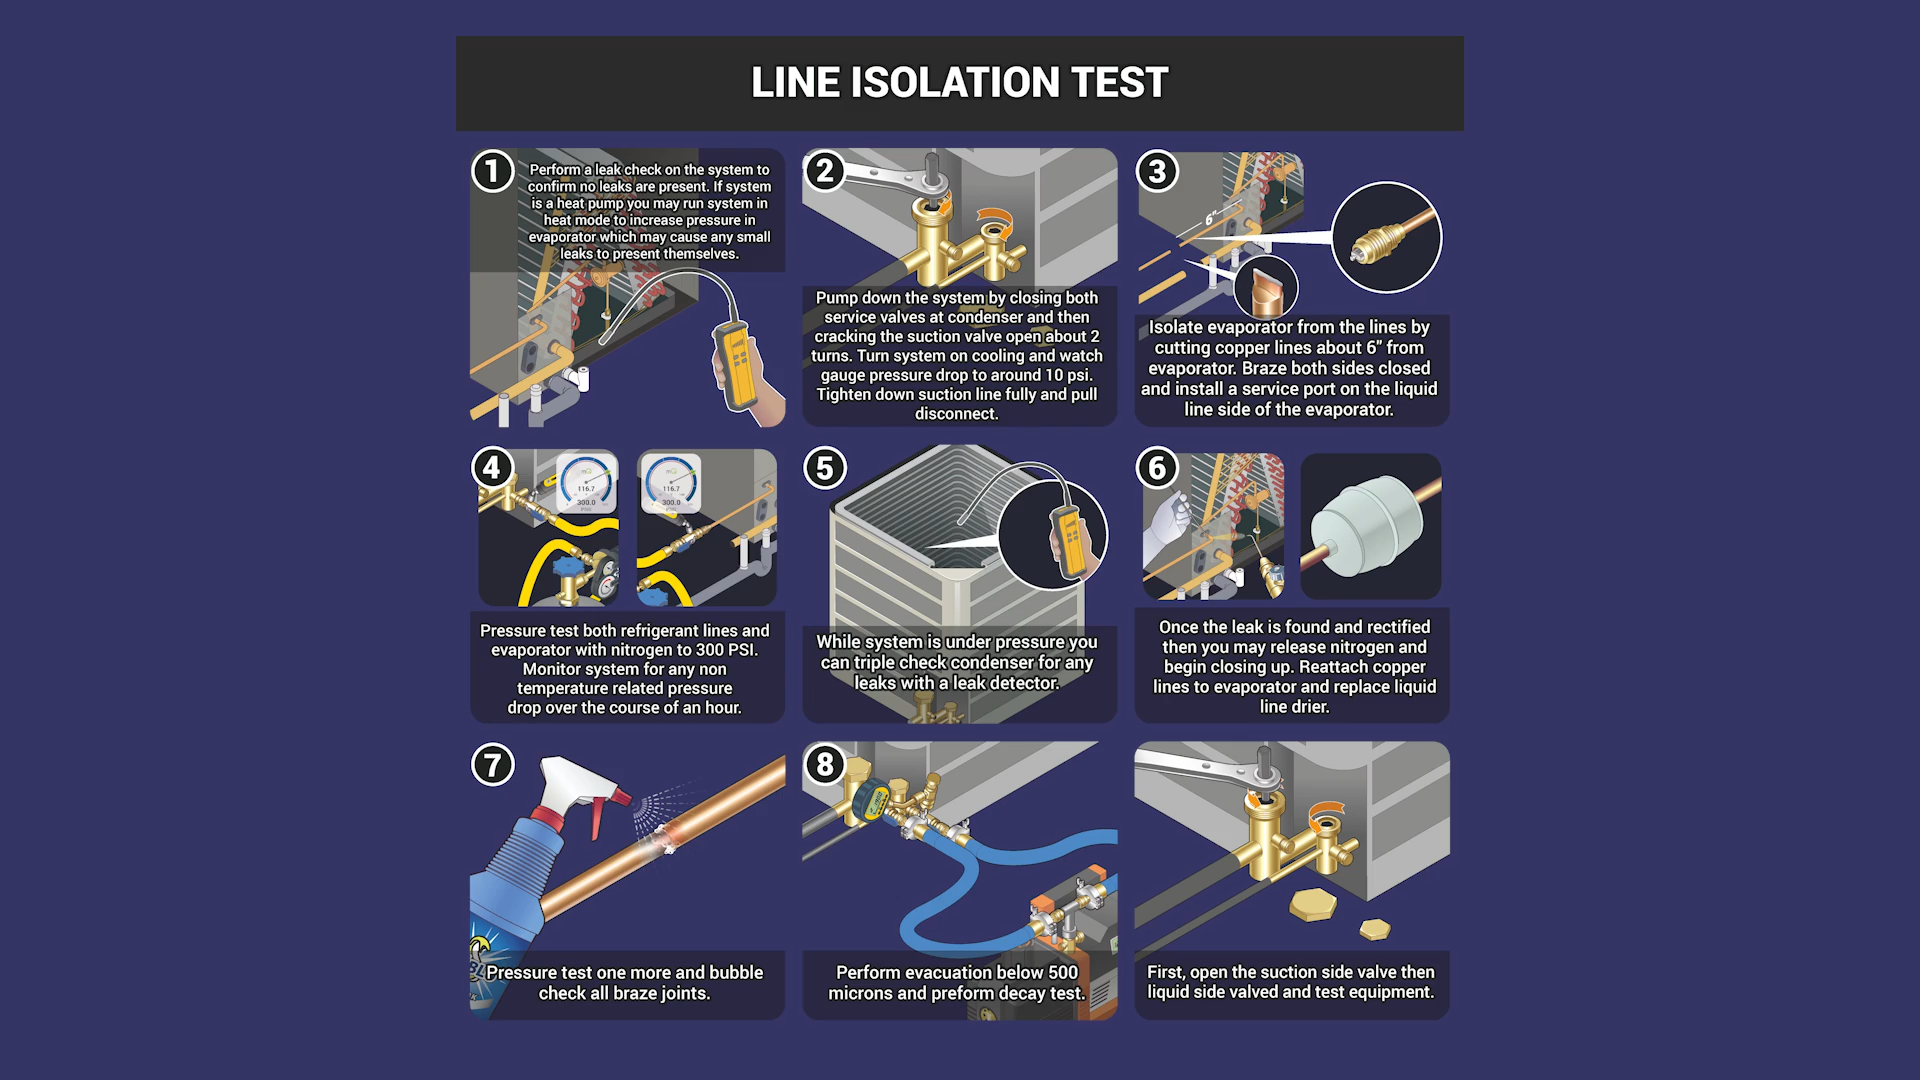 LINE ISOLATION TEST
1
Perform a leak check on the system to
confirm no leaks are present. If system
is a heat pump you may run system in
heat mode to increase pressure in
evaporator which may cause any small
leaks to present themselves.
2
Pump down the system by closing both
service valves at condenser and then
cracking the suction valve open about 2
turns. Turn system on cooling and watch
gauge pressure drop to around 10 psi.
Tighten down suction line fully and pull
disconnect.
3
6"
Isolate evaporator from the lines by
cutting copper lines about 6" from
evaporator. Braze both sides closed
and install a service port on the liquid
line side of the evaporator.
4
116.7
300.0
PSIG
116.7
300.0
PSIG
Pressure test both refrigerant lines and
evaporator with nitrogen to 300 PSI.
Monitor system for any non
temperature related pressure
drop over the course of an hour.
5
While system is under pressure you
can triple check condenser for any
leaks with a leak detector.
6
Once the leak is found and rectified
then you may release nitrogen and
begin closing up. Reattach copper
lines to evaporator and replace liquid
line drier.
7
Pressure test one more and bubble
check all braze joints.
8
Perform evacuation below 500
microns and preform decay test.
First, open the suction side valve then
liquid side valved and test equipment.